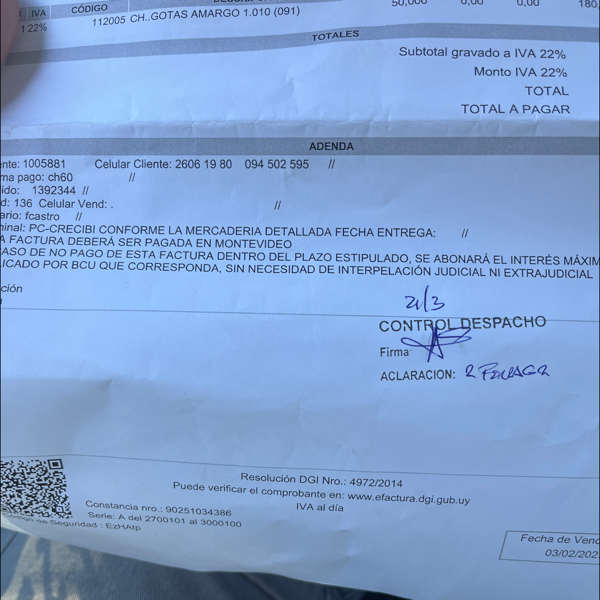 IVA CÓDIGO
1 22% 112005 CH..GOTAS AMARGO 1.010 (091) 50,000 0,00 0,00 180,
TOTALES
Subtotal gravado a IVA 22%
Monto IVA 22%
TOTAL
TOTAL A PAGAR
ADENDA
nte: 1005881 Celular Cliente: 2606 19 80 094 502 595 //
ma pago: ch60 //
ido: 1392344 //
d: 136 Celular Vend: . //
ario: fcastro //
minal: PC-CRECIBI CONFORME LA MERCADERIA DETALLADA FECHA ENTREGA: //
A FACTURA DEBERÁ SER PAGADA EN MONTEVIDEO
ASO DE NO PAGO DE ESTA FACTURA DENTRO DEL PLAZO ESTIPULADO, SE ABONARÁ EL INTERÉS MÁXIM
LICADO POR BCU QUE CORRESPONDA, SIN NECESIDAD DE INTERPELACIÓN JUDICIAL NI EXTRAJUDICIAL
ción
21/3
CONTROL DESPACHO
Firma
ACLARACION:
Resolución DGI Nro.: 4972/2014
Puede verificar el comprobante en: www.efactura.dgi.gub.uy
IVA al día
Constancia nro.: 90251034386
Serie: A del 2700101 al 3000100
digo de Seguridad : EzHAtp
Fecha de Venc
03/02/202